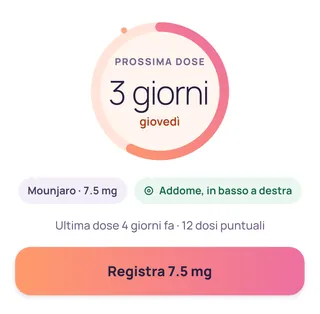 PROSSIMA DOSE
3 giorni
giovedì
Mounjaro · 7.5 mg
Addome, in basso a destra
Ultima dose 4 giorni fa · 12 dosi puntuali
Registra 7.5 mg